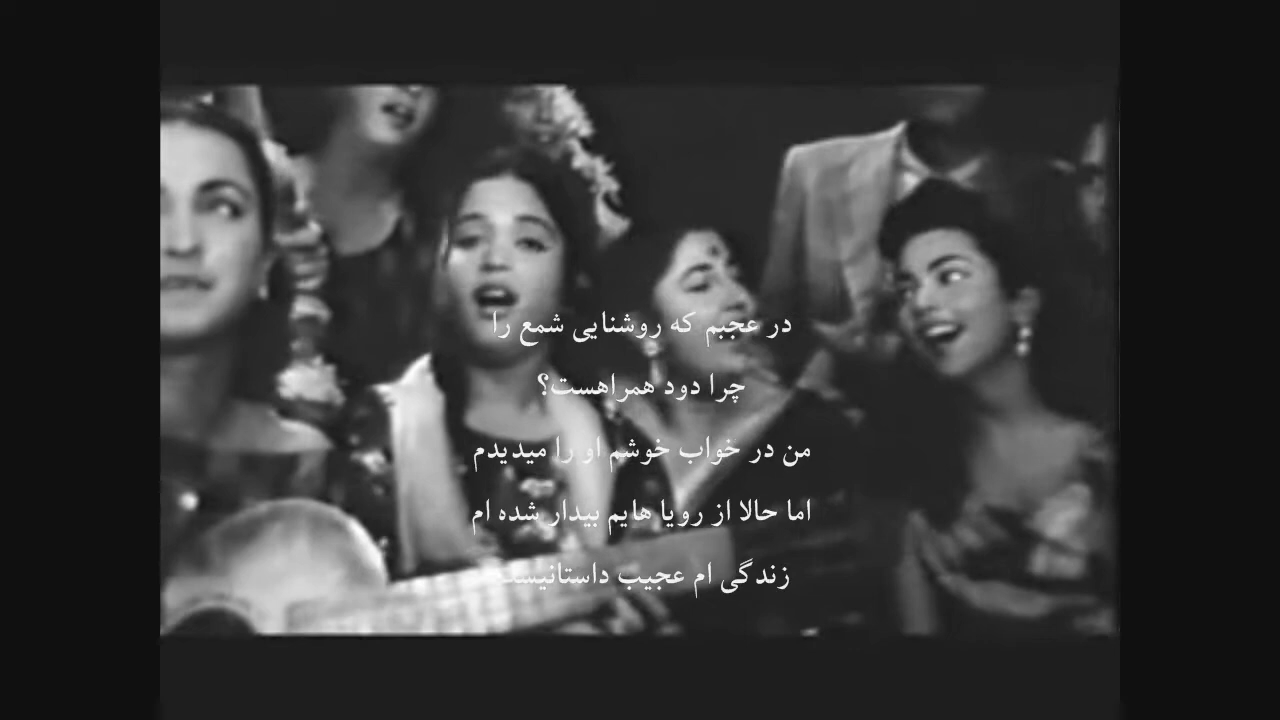 در عجبم که روشنایی شمع را
چرا دود همراهست؟
من در خواب خوشم او را میدیدم
اما حالا از رویا هایم بیدار شده ام
زندگی ام عجیب داستانیست